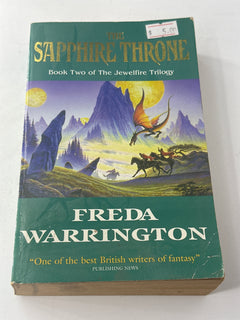 THE
SAPPHIRE THRONE
Book Two of The Jewelfire Trilogy
FREDA
WARRINGTON
"One of the best British writers of fantasy"
PUBLISHING NEWS